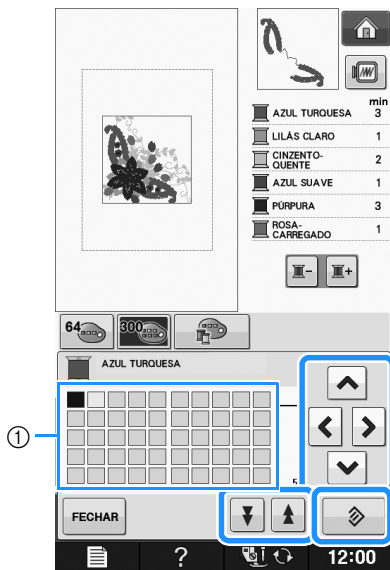 min
AZUL TURQUESA 3
LILÁS CLARO 1
CINZENTO-
QUENTE 2
AZUL SUAVE 1
PÚRPURA 3
ROSA-
CARREGADO 1
- +
64 300
AZUL TURQUESA
1
5
FECHAR
? 12:00